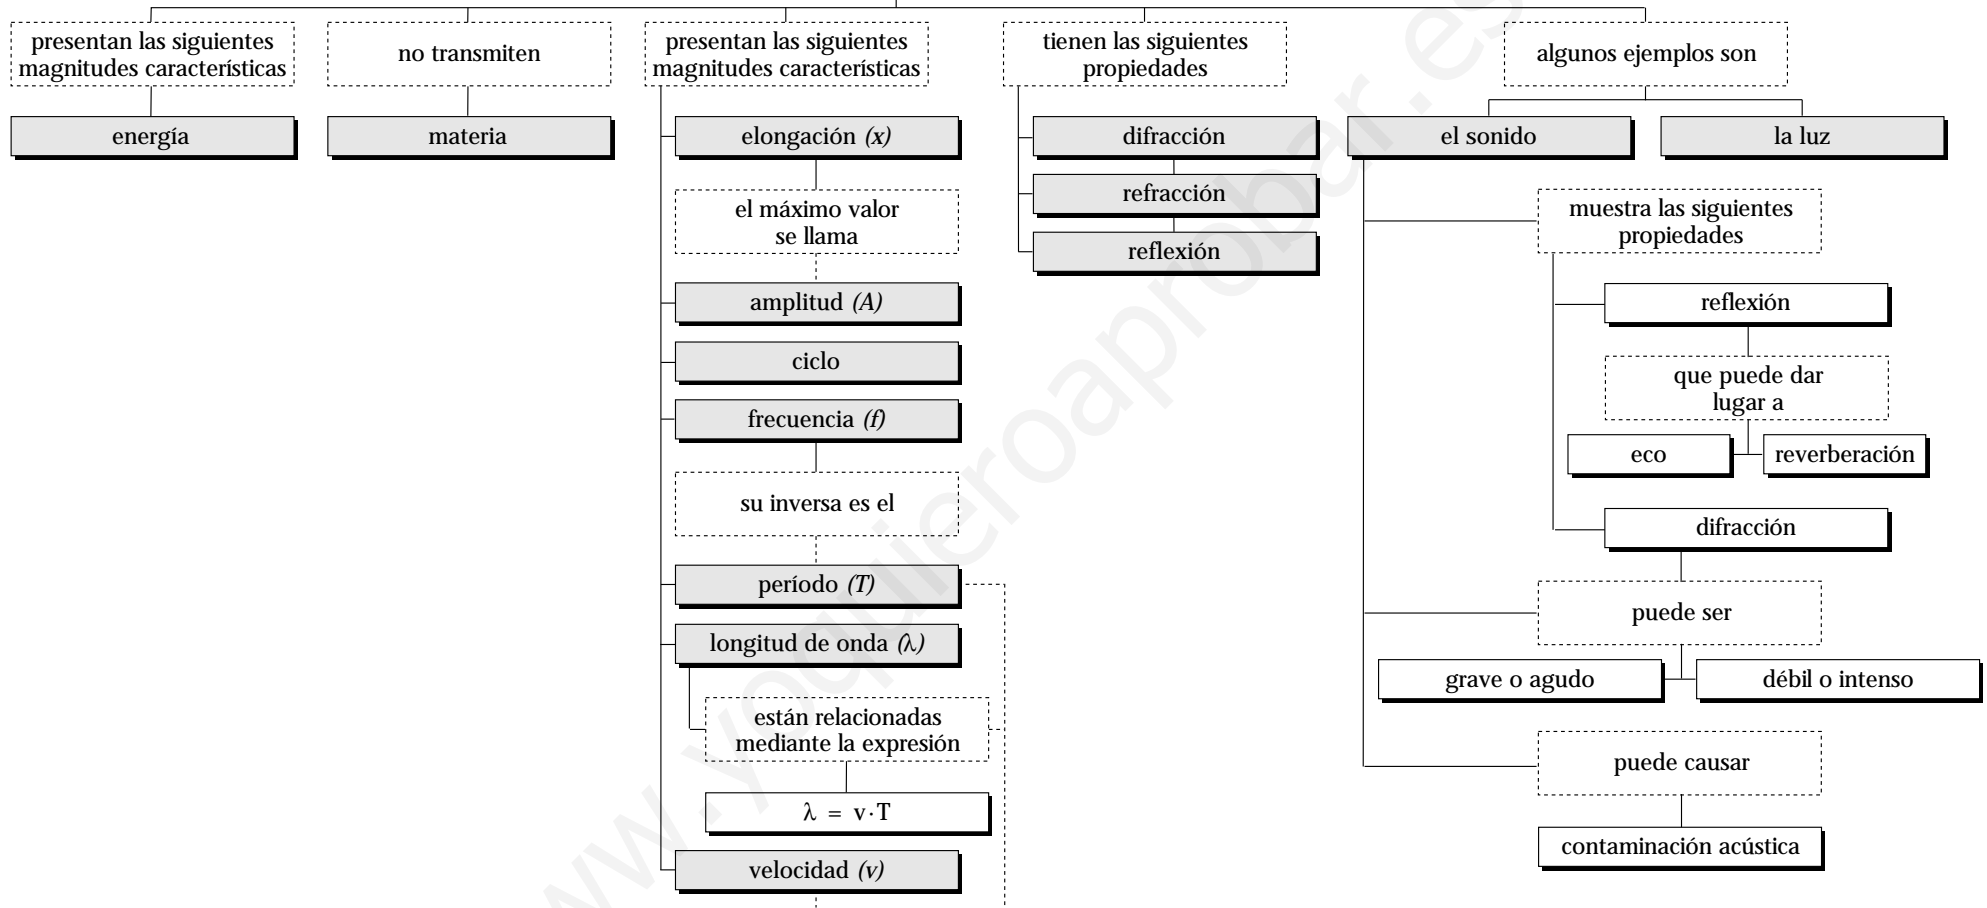 presentan las siguientes
magnitudes características
energía
no transmiten
materia
presentan las siguientes
magnitudes características
elongación (x)
el máximo valor
se llama
amplitud (A)
ciclo
frecuencia (f)
su inversa es el
período (T)
longitud de onda (λ)
están relacionadas
mediante la expresión
λ = v·T
velocidad (v)
tienen las siguientes
propiedades
difracción
refracción
reflexión
algunos ejemplos son
el sonido
la luz
muestra las siguientes
propiedades
reflexión
que puede dar
lugar a
eco
reverberación
difracción
puede ser
grave o agudo
débil o intenso
puede causar
contaminación acústica
www.yoquieroaprobar.es